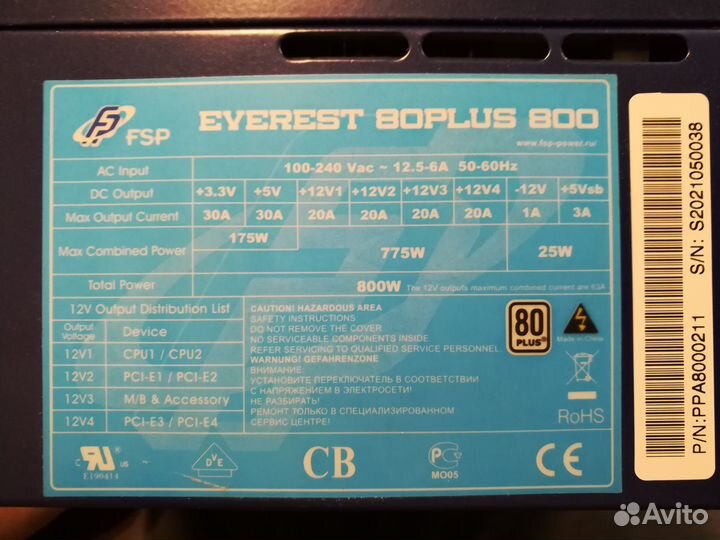 FSP
EVEREST 80PLUS 800
www.fsp-power.ru/
AC Input 100-240 Vac ~ 12.5-6A 50-60Hz
DC Output +3.3V +5V +12V1 +12V2 +12V3 +12V4 -12V +5Vsb
Max Output Current 30A 30A 20A 20A 20A 20A 1A 3A
Max Combined Power 175W 775W 25W
Total Power 800W The 12V outputs maximum combined current are 63A
12V Output Distribution List
Output Voltage Device
12V1 CPU1 / CPU2
12V2 PCI-E1 / PCI-E2
12V3 M/B & Accessory
12V4 PCI-E3 / PCI-E4
CAUTION! HAZARDOUS AREA
SAFETY INSTRUCTIONS
DO NOT REMOVE THE COVER
NO SERVICEABLE COMPONENTS INSIDE
REFER SERVICING TO QUALIFIED SERVICE PERSONNEL.
WARNUNG! GEFAHRENZONE
ВНИМАНИЕ!
УСТАНОВИТЕ ПЕРЕКЛЮЧАТЕЛЬ В СООТВЕТСТВИИ
С НАПРЯЖЕНИЕМ В ЭЛЕКТРОСЕТИ!
НЕ РАЗБИРАТЬ!
РЕМОНТ ТОЛЬКО В СПЕЦИАЛИЗИРОВАННОМ
СЕРВИС ЦЕНТРЕ!
80
PLUS®
RoHS
c RU us
E190414
DVE
CB
PC
MO05
CE
S/N: S2021050038
P/N:PPA8000211
Avito